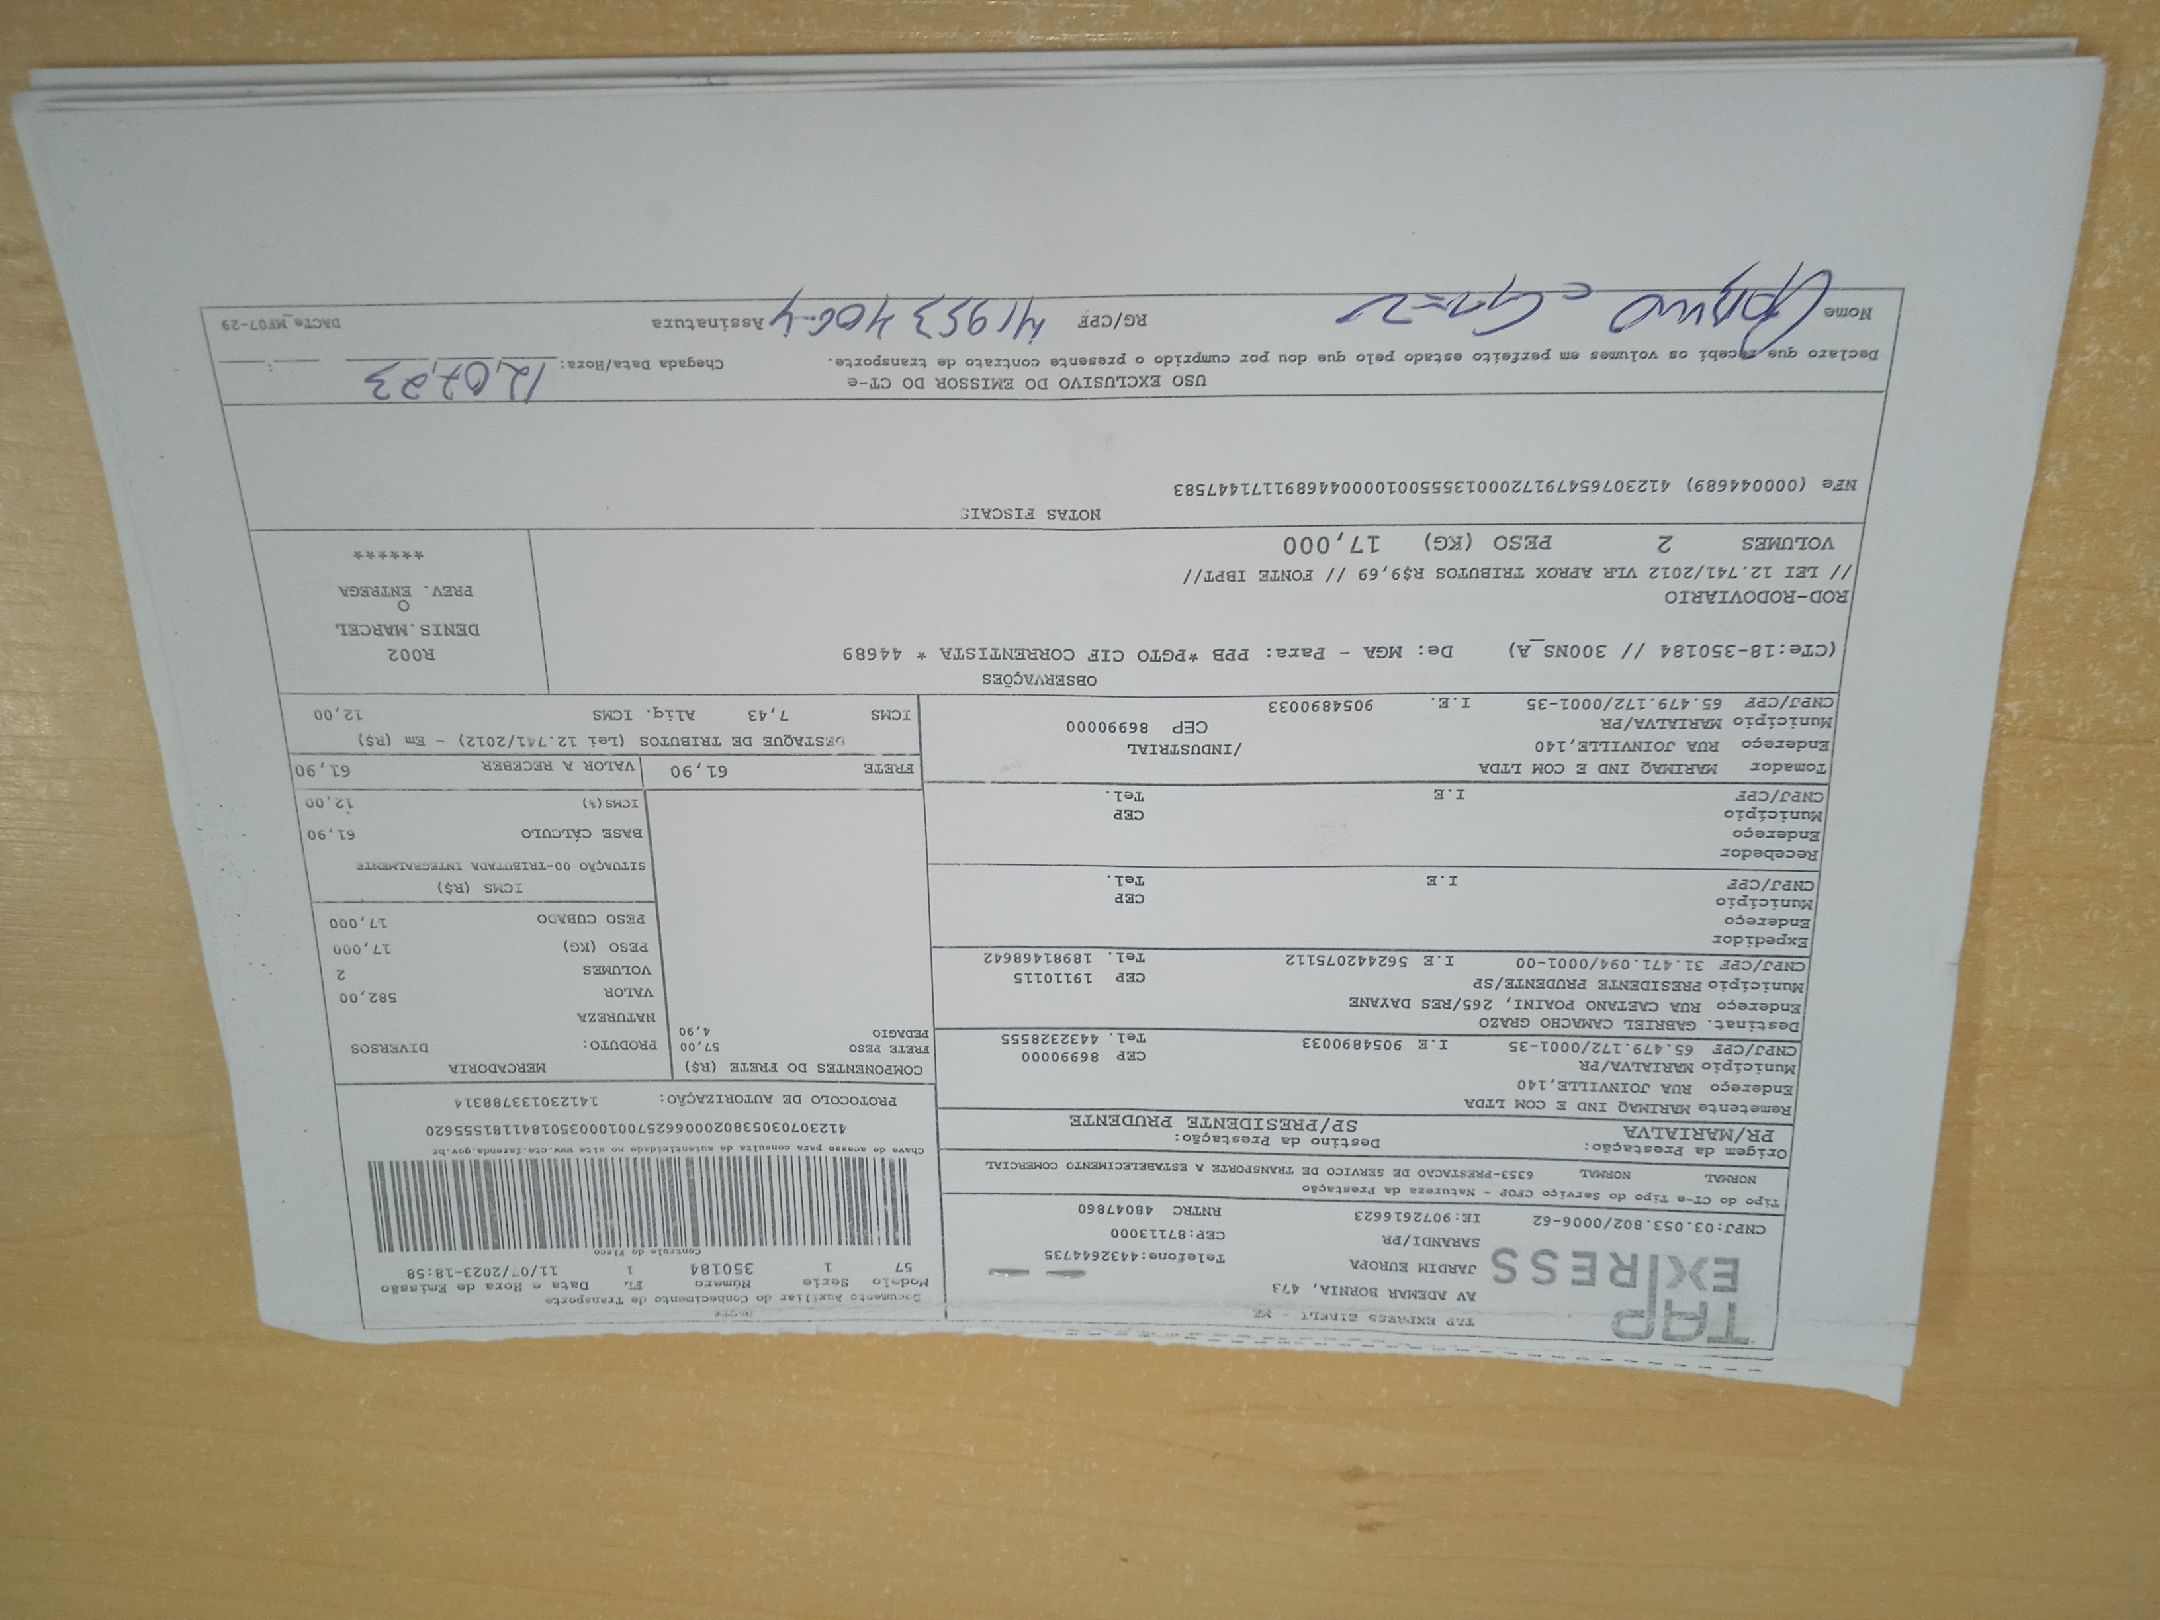 TAP EXPRESS
TAP EXPRESS EIRELI - ME
AV ADEMAR BORNIA, 473
JARDIM EUROPA Telefone:4432644735
SARANDI/PR CEP:87113000
CNPJ:03.053.802/0006-62 IE:9072616623 RNTRC 48047860
DACTE
Documento Auxiliar do Conhecimento de Transporte
Modelo Serie Número FL Data e Hora de Emissão
57 1 350184 1 11/07/2023-18:58
Controle do Fisco
Chave de acesso para consulta de autenticidade no site www.cte.fazenda.gov.br
41230703053802000662570010003501841181555620
PROTOCOLO DE AUTORIZAÇÃO: 141230133788314
Tipo do CT-e Tipo do Serviço CFOP - Natureza da Prestação
NORMAL NORMAL 6353-PRESTACAO DE SERVICO DE TRANSPORTE A ESTABELECIMENTO COMERCIAL
Origem da Prestação: Destino da Prestação:
PR/MARIALVA SP/PRESIDENTE PRUDENTE
Remetente MARIMAQ IND E COM LTDA
Endereço RUA JOINVILLE,140
Município MARIALVA/PR CEP 86990000
CNPJ/CPF 65.479.172/0001-35 I.E 9054890033 Tel. 4432328555
Destinat. GABRIEL CAMACHO GRAZO
Endereço RUA CAETANO POAINI, 265/RES DAYANE
Município PRESIDENTE PRUDENTE/SP CEP 19110115
CNPJ/CPF 31.471.094/0001-00 I.E 562442075112 Tel. 18981468642
Expedidor
Endereço
Município CEP
CNPJ/CPF I.E Tel.
Recebedor
Endereço
Município CEP
CNPJ/CPF I.E Tel.
Tomador MARIMAQ IND E COM LTDA
Endereço RUA JOINVILLE,140 /INDUSTRIAL
Município MARIALVA/PR CEP 86990000
CNPJ/CPF 65.479.172/0001-35 I.E. 9054890033
COMPONENTES DO FRETE (R$)
FRETE PESO 57,00
PEDAGIO 4,90
MERCADORIA
PRODUTO: DIVERSOS
NATUREZA
VALOR 582,00
VOLUMES 2
PESO (KG) 17,000
PESO CUBADO 17,000
ICMS (R$)
SITUAÇÃO 00-TRIBUTADA INTEGRALMENTE
BASE CÁLCULO 61,90
ICMS(%) 12,00
FRETE 61,90 VALOR A RECEBER 61,90
DESTAQUE DE TRIBUTOS (Lei 12.741/2012) - Em (R$)
ICMS 7,43 Aliq. ICMS 12,00
OBSERVAÇÕES
(CTe:18-350184 // 300NS_A) De: MGA - Para: PPB *PGTO CIF CORRENTISTA * 44689
ROD-RODOVIARIO
// LEI 12.741/2012 VLR APROX TRIBUTOS R$9,69 // FONTE IBPT//
VOLUMES 2 PESO (KG) 17,000
R002
DENIS.MARCEL
O
PREV. ENTREGA
******
NOTAS FISCAIS
NFe (000044689) 41230765479172000135550010000446891117144758​3
USO EXCLUSIVO DO EMISSOR DO CT-e
Declaro que recebi os volumes em perfeito estado pelo que dou por cumprido o presente contrato de transporte. Chegada Data/Hora: 12,07,23
Nome RG/CPF 41953406-4 Assinatura
DACTe_MF07-29